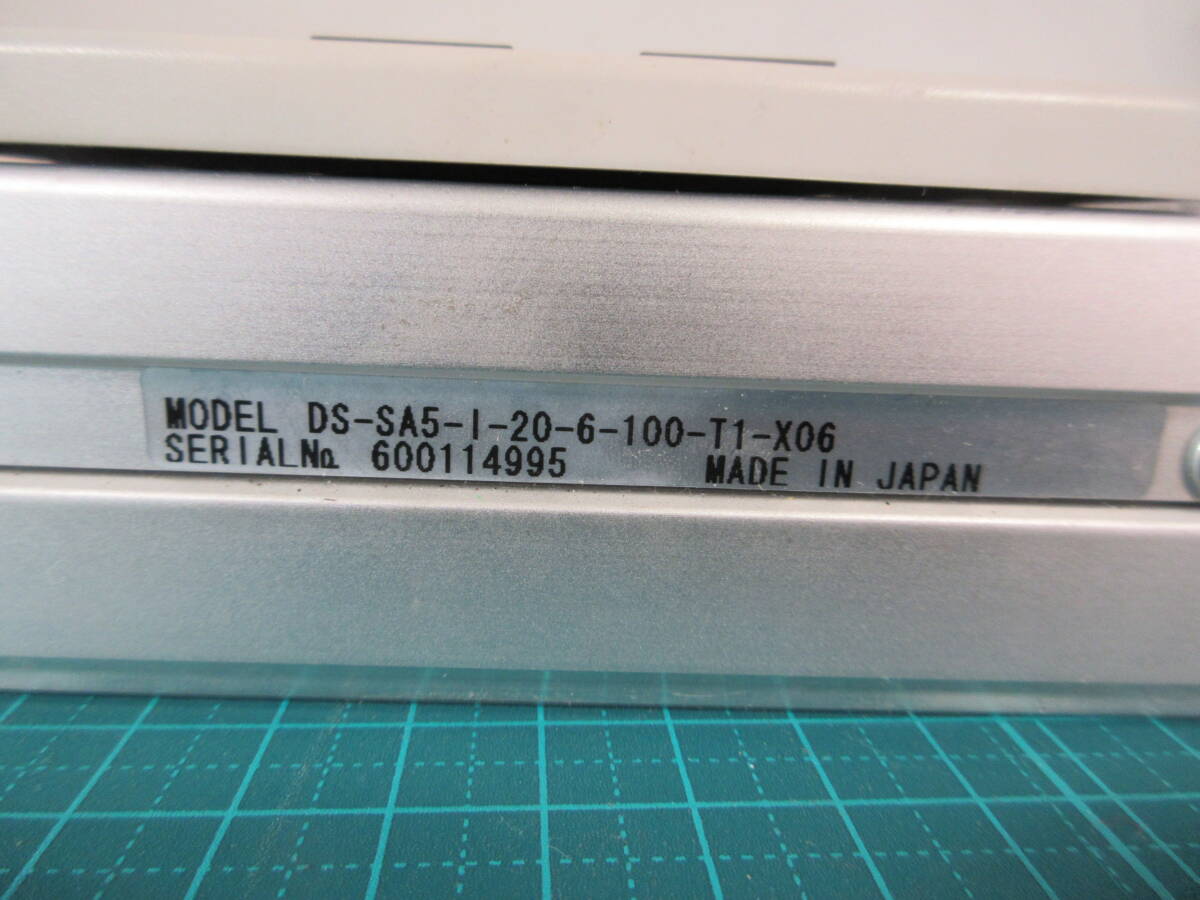 MODEL DS-SA5-I-20-6-100-T1-X06
SERIAL№ 600114995 MADE IN JAPAN